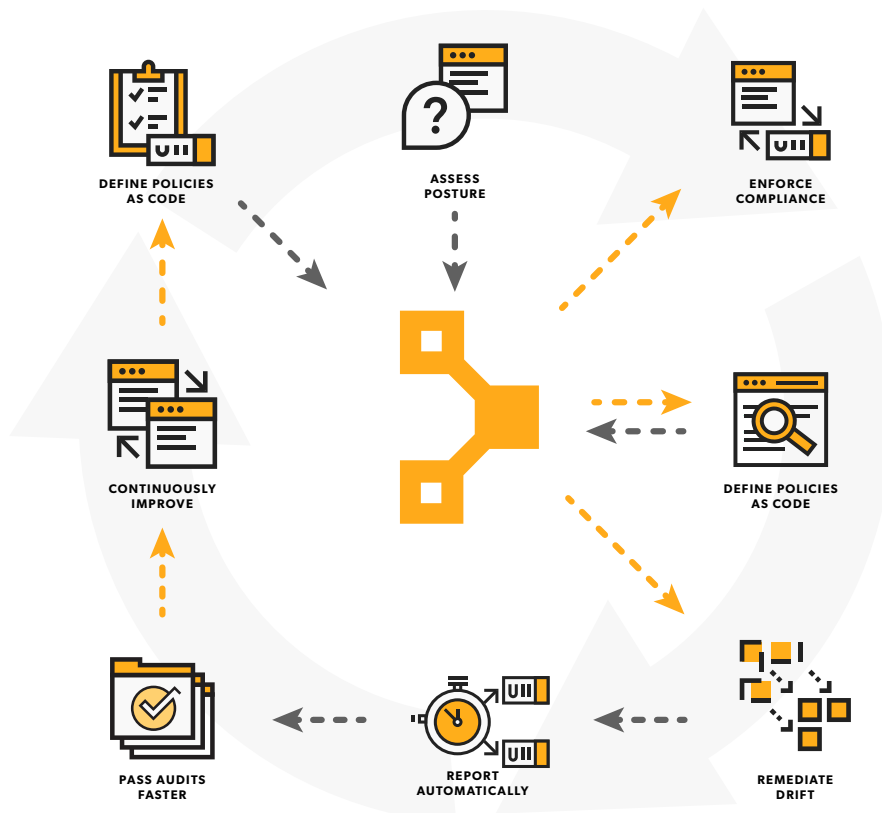 DEFINE POLICIES
AS CODE
ASSESS
POSTURE
ENFORCE
COMPLIANCE
?
CONTINUOUSLY
IMPROVE
DEFINE POLICIES
AS CODE
PASS AUDITS
FASTER
REPORT
AUTOMATICALLY
REMEDIATE
DRIFT